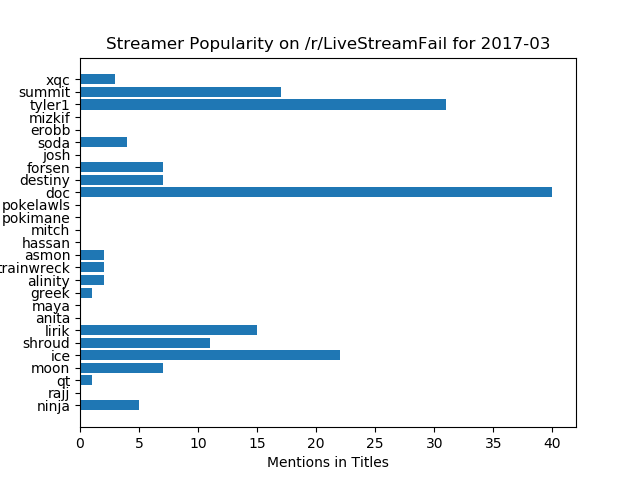 Streamer Popularity on /r/LiveStreamFail for 2017-03
xqc
summit
tyler1
mizkif
erobb
soda
josh
forsen
destiny
doc
pokelawls
pokimane
mitch
hassan
asmon
trainwreck
alinity
greek
maya
anita
lirik
shroud
ice
moon
qt
rajj
ninja
0 5 10 15 20 25 30 35 40
Mentions in Titles